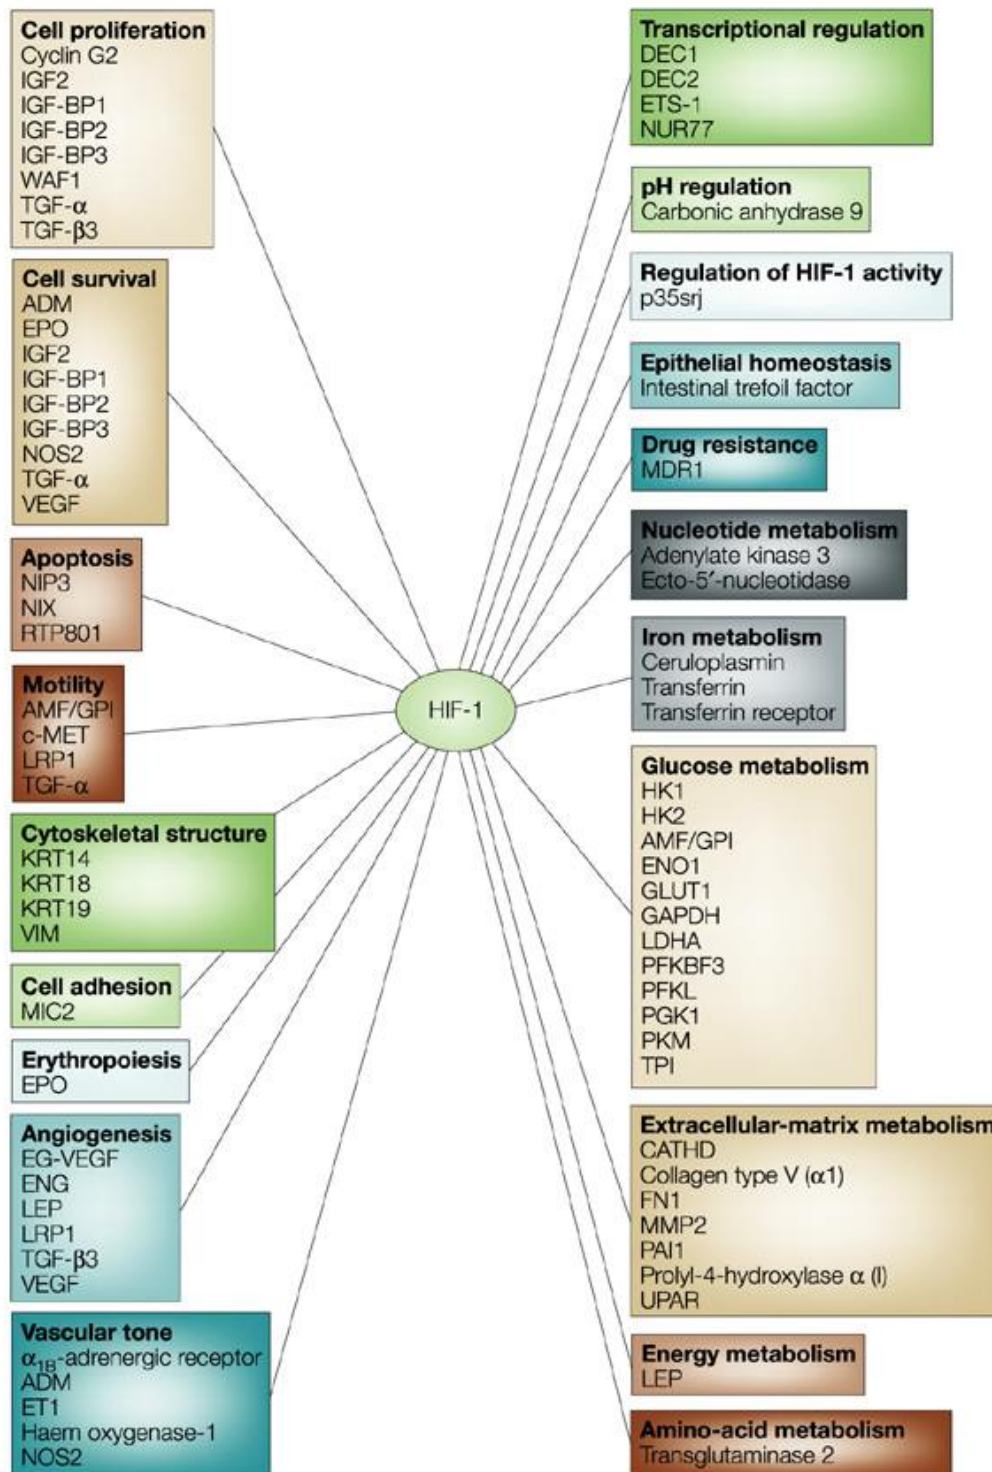 Cell proliferation
Cyclin G2
IGF2
IGF-BP1
IGF-BP2
IGF-BP3
WAF1
TGF-α
TGF-β3
Cell survival
ADM
EPO
IGF2
IGF-BP1
IGF-BP2
IGF-BP3
NOS2
TGF-α
VEGF
Apoptosis
NIP3
NIX
RTP801
Motility
AMF/GPI
c-MET
LRP1
TGF-α
Cytoskeletal structure
KRT14
KRT18
KRT19
VIM
Cell adhesion
MIC2
Erythropoiesis
EPO
Angiogenesis
EG-VEGF
ENG
LEP
LRP1
TGF-β3
VEGF
Vascular tone
α1B-adrenergic receptor
ADM
ET1
Haem oxygenase-1
NOS2
HIF-1
Transcriptional regulation
DEC1
DEC2
ETS-1
NUR77
pH regulation
Carbonic anhydrase 9
Regulation of HIF-1 activity
p35srj
Epithelial homeostasis
Intestinal trefoil factor
Drug resistance
MDR1
Nucleotide metabolism
Adenylate kinase 3
Ecto-5′-nucleotidase
Iron metabolism
Ceruloplasmin
Transferrin
Transferrin receptor
Glucose metabolism
HK1
HK2
AMF/GPI
ENO1
GLUT1
GAPDH
LDHA
PFKBF3
PFKL
PGK1
PKM
TPI
Extracellular-matrix metabolism
CATHD
Collagen type V (α1)
FN1
MMP2
PAI1
Prolyl-4-hydroxylase α (I)
UPAR
Energy metabolism
LEP
Amino-acid metabolism
Transglutaminase 2